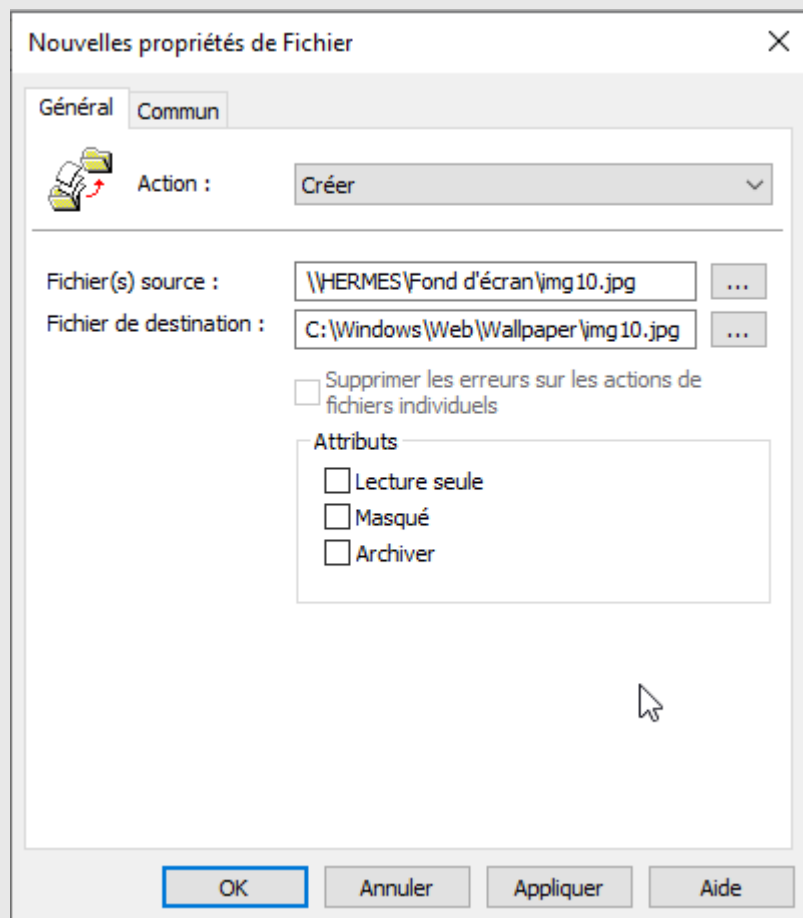 Nouvelles propriétés de Fichier
Général
Commun
Action :
Créer
Fichier(s) source :
\\HERMES\Fond d'écran\img10.jpg
...
Fichier de destination :
C:\Windows\Web\Wallpaper\img10.jpg
...
Supprimer les erreurs sur les actions de
fichiers individuels
Attributs
Lecture seule
Masqué
Archiver
OK
Annuler
Appliquer
Aide